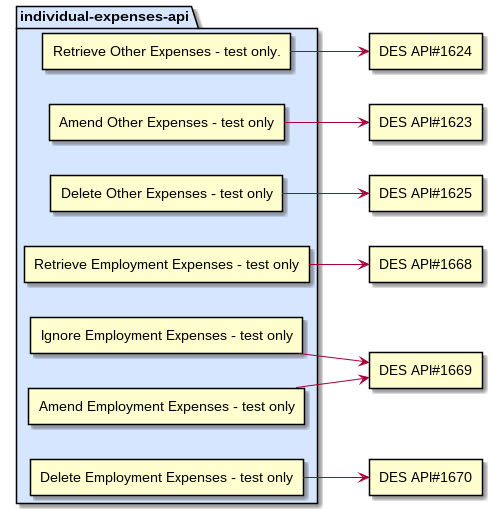 individual-expenses-api
Retrieve Other Expenses - test only.
DES API#1624
Amend Other Expenses - test only
DES API#1623
Delete Other Expenses - test only
DES API#1625
Retrieve Employment Expenses - test only
DES API#1668
Ignore Employment Expenses - test only
DES API#1669
Amend Employment Expenses - test only
Delete Employment Expenses - test only
DES API#1670